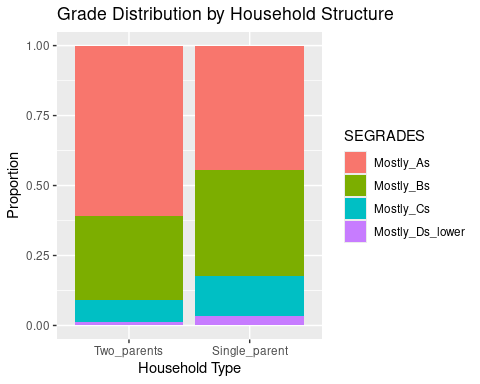 Grade Distribution by Household Structure
1.00
0.75
0.50
0.25
0.00
Proportion
Two_parents
Single_parent
Household Type
SEGRADES
Mostly_As
Mostly_Bs
Mostly_Cs
Mostly_Ds_lower